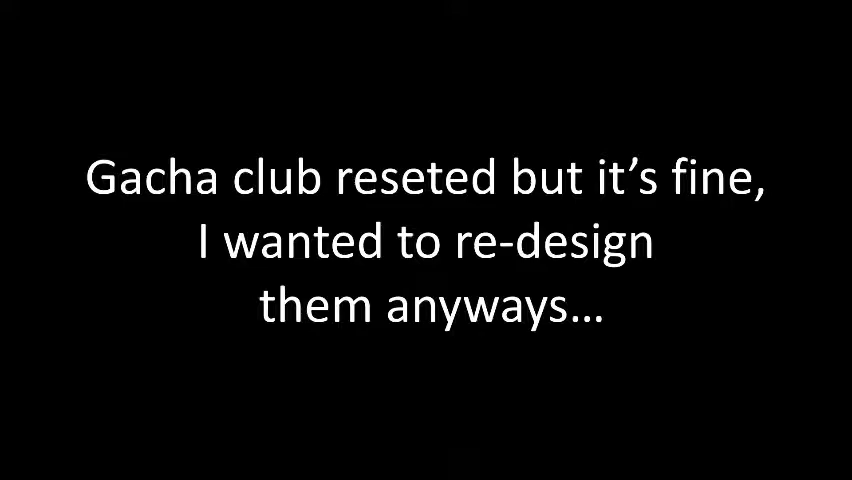 Gacha club reseted but it’s fine,
I wanted to re-design
them anyways…